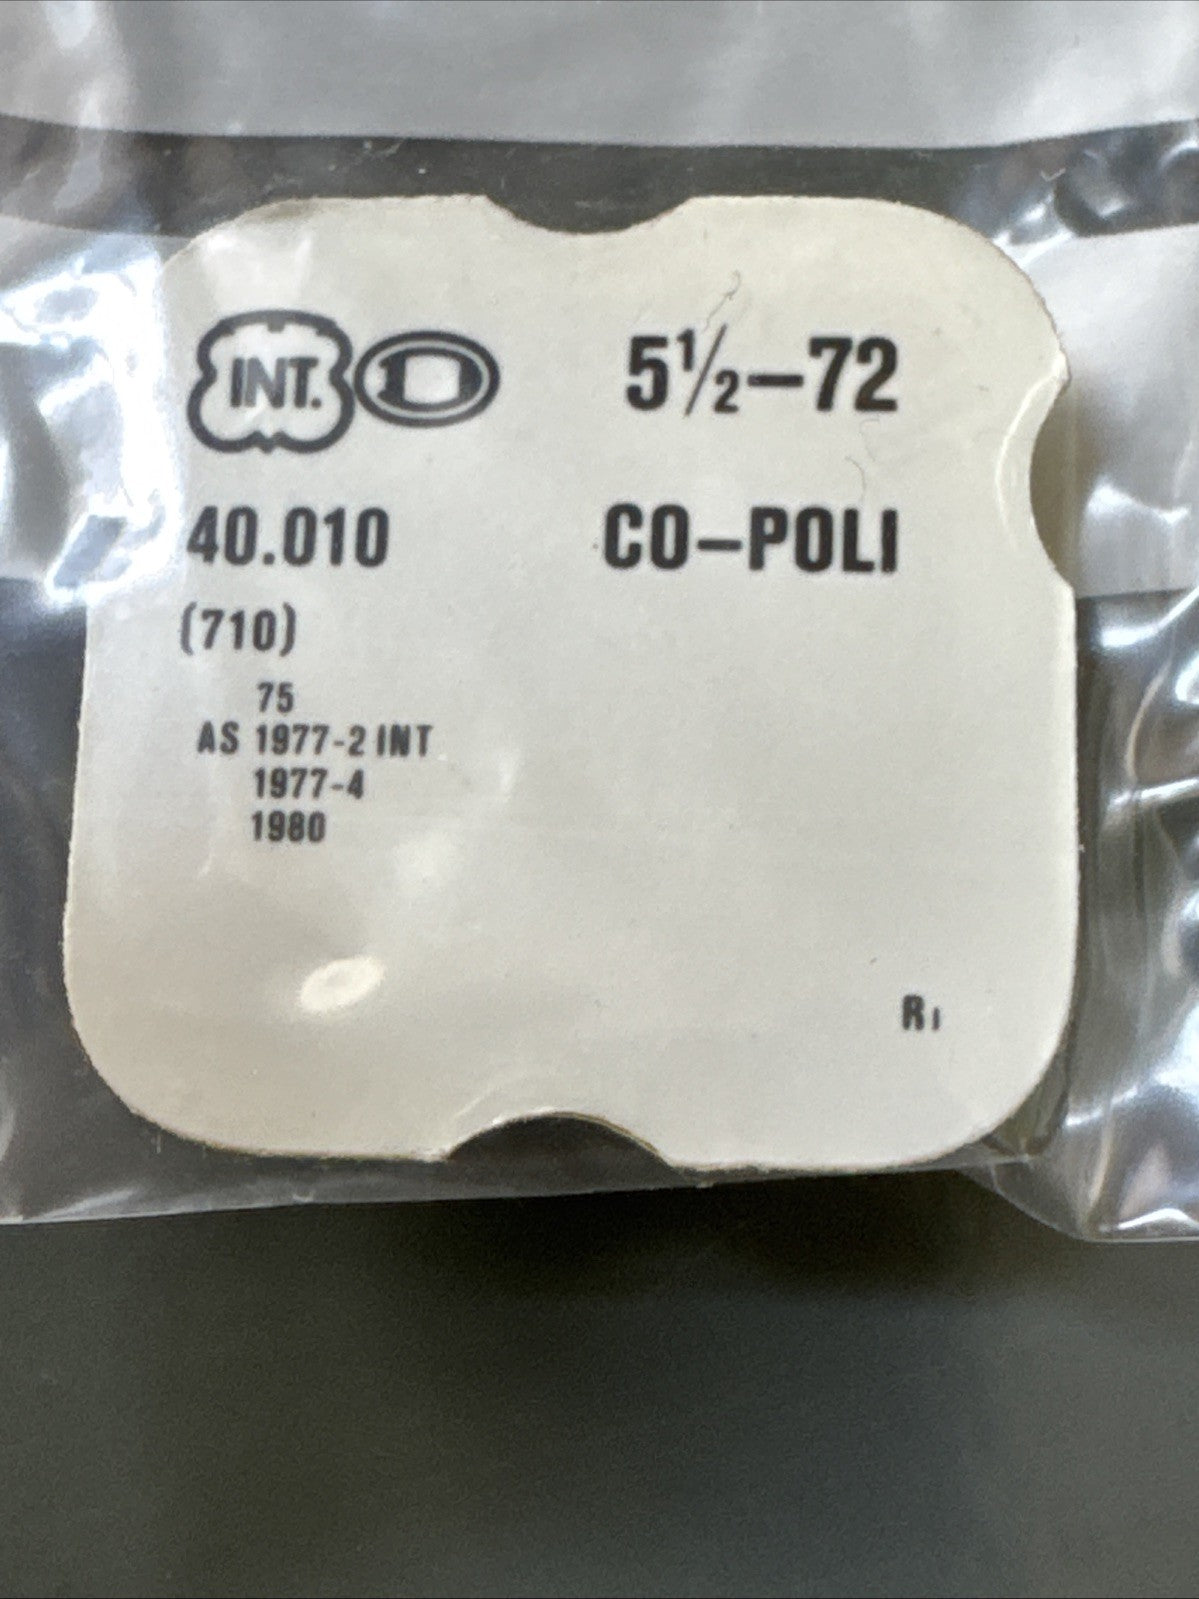 INT. 5½–72
40.010 CO–POLI
(710)
75
AS 1977-2 INT
1977-4
1980
R1